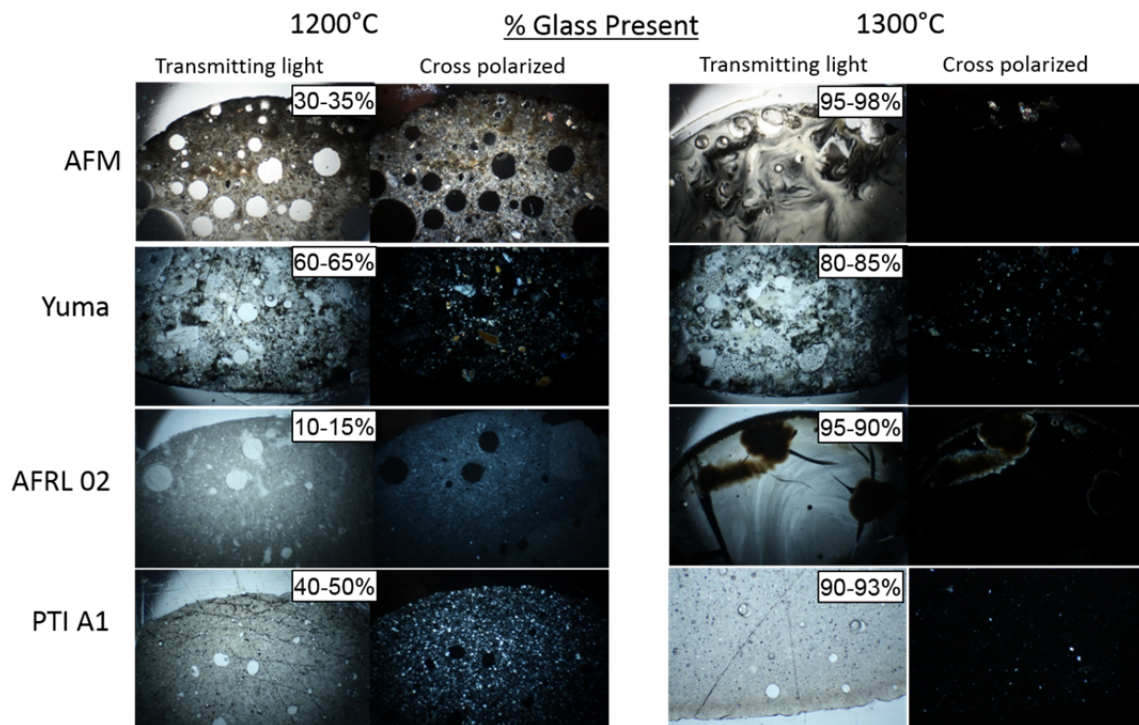 1200°C % Glass Present 1300°C
Transmitting light Cross polarized Transmitting light Cross polarized
AFM 30-35% 95-98%
Yuma 60-65% 80-85%
AFRL 02 10-15% 95-90%
PTI A1 40-50% 90-93%